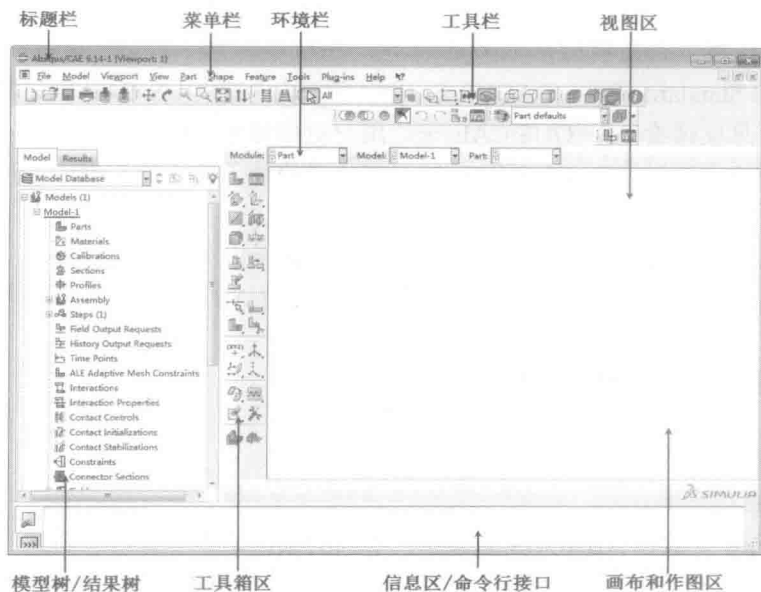 标题栏
菜单栏
环境栏
工具栏
视图区
Abaqus/CAE 6.14-1 [Viewport: 1]
File Model Viewport View Part Shape Feature Tools Plug-ins Help
All
Part defaults
Model Results
Module: Part Model: Model-1 Part:
Model Database
Models (1)
Model-1
Parts
Materials
Calibrations
Sections
Profiles
Assembly
Steps (1)
Field Output Requests
History Output Requests
Time Points
ALE Adaptive Mesh Constraints
Interactions
Interaction Properties
Contact Controls
Contact Initializations
Contact Stabilizations
Constraints
Connector Sections
SIMULIA
>>>
模型树/结果树
工具箱区
信息区/命令行接口
画布和作图区